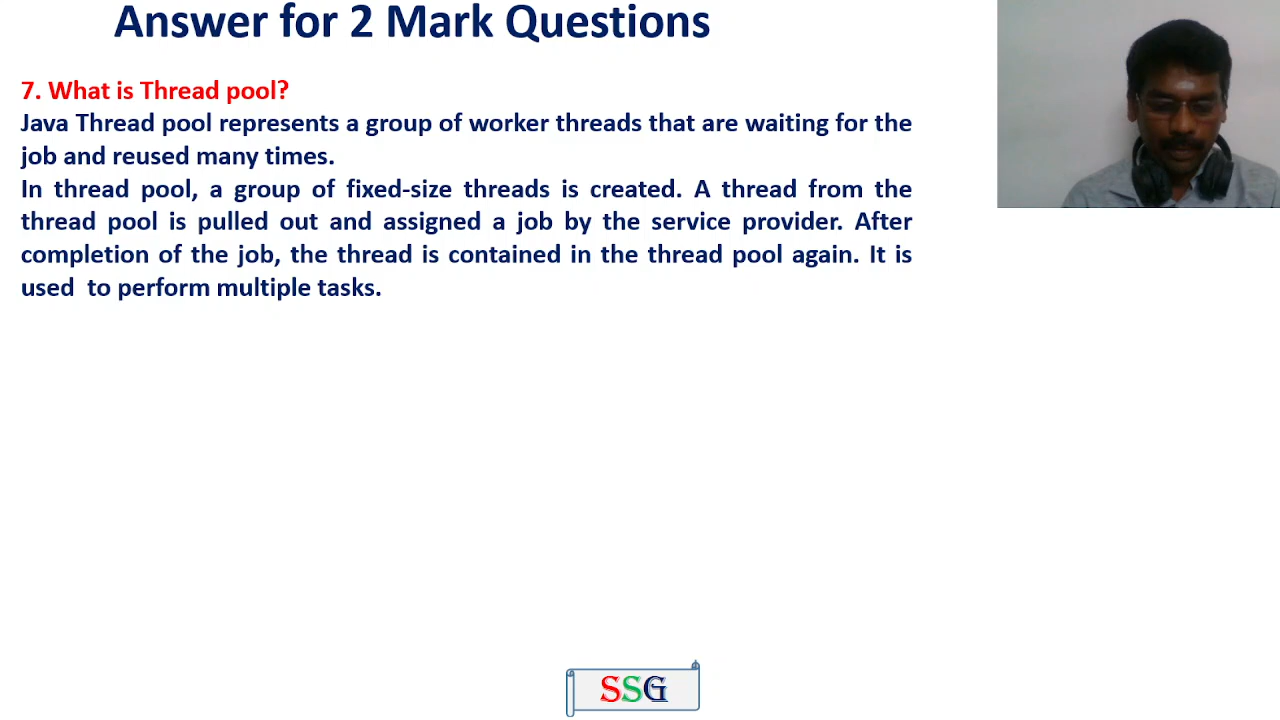 Answer for 2 Mark Questions
7. What is Thread pool?
Java Thread pool represents a group of worker threads that are waiting for the
job and reused many times.
In thread pool, a group of fixed-size threads is created. A thread from the
thread pool is pulled out and assigned a job by the service provider. After
completion of the job, the thread is contained in the thread pool again. It is
used  to perform multiple tasks.
SSG